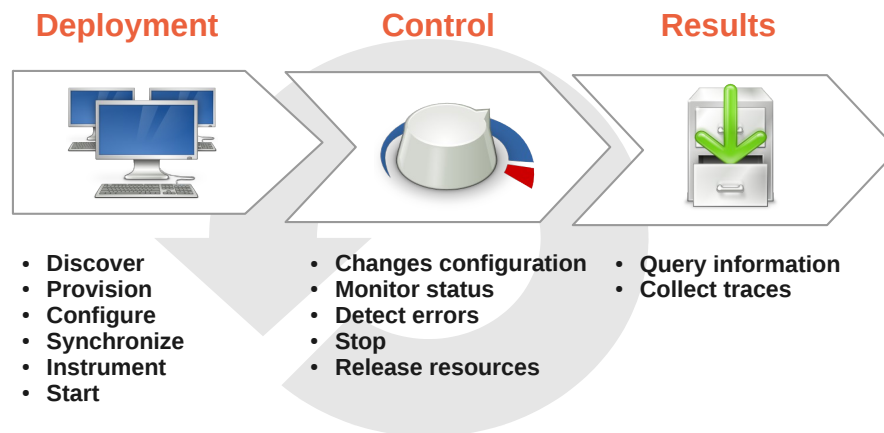 Deployment
Control
Results
• Discover
• Provision
• Configure
• Synchronize
• Instrument
• Start
• Changes configuration
• Monitor status
• Detect errors
• Stop
• Release resources
• Query information
• Collect traces